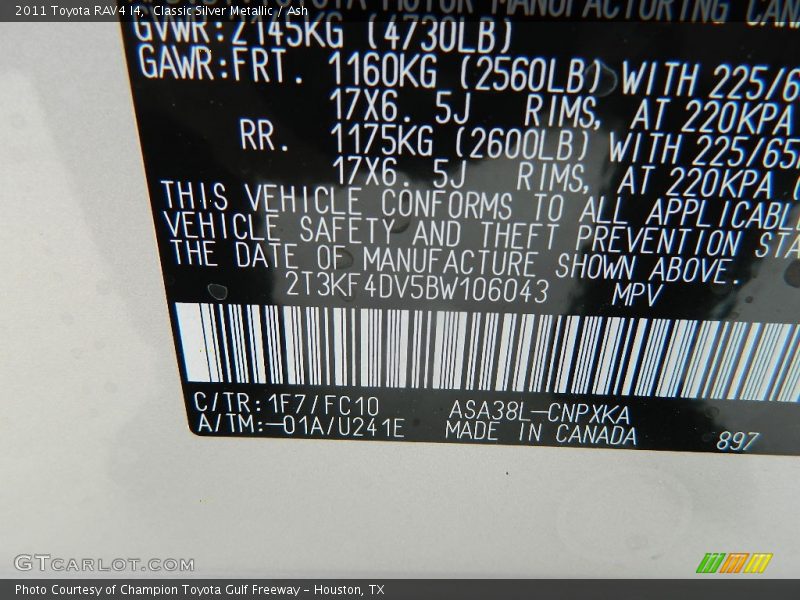 2011 Toyota RAV4 I4, Classic Silver Metallic / Ash
MOTOR MANUFACTURING CAN
GVWR:2145KG (4730LB)
GAWR:FRT. 1160KG (2560LB) WITH 225/6
17X6. 5J RIMS, AT 220KPA
RR. 1175KG (2600LB) WITH 225/65
17X6. 5J RIMS, AT 220KPA (
THIS VEHICLE CONFORMS TO ALL APPLICABL
VEHICLE SAFETY AND THEFT PREVENTION STA
THE DATE OF MANUFACTURE SHOWN ABOVE.
2T3KF4DV5BW106043 MPV
C/TR:1F7/FC10 ASA38L-CNPXKA
A/TM:-01A/U241E MADE IN CANADA 897
GTCARLOT.COM
Photo Courtesy of Champion Toyota Gulf Freeway - Houston, TX